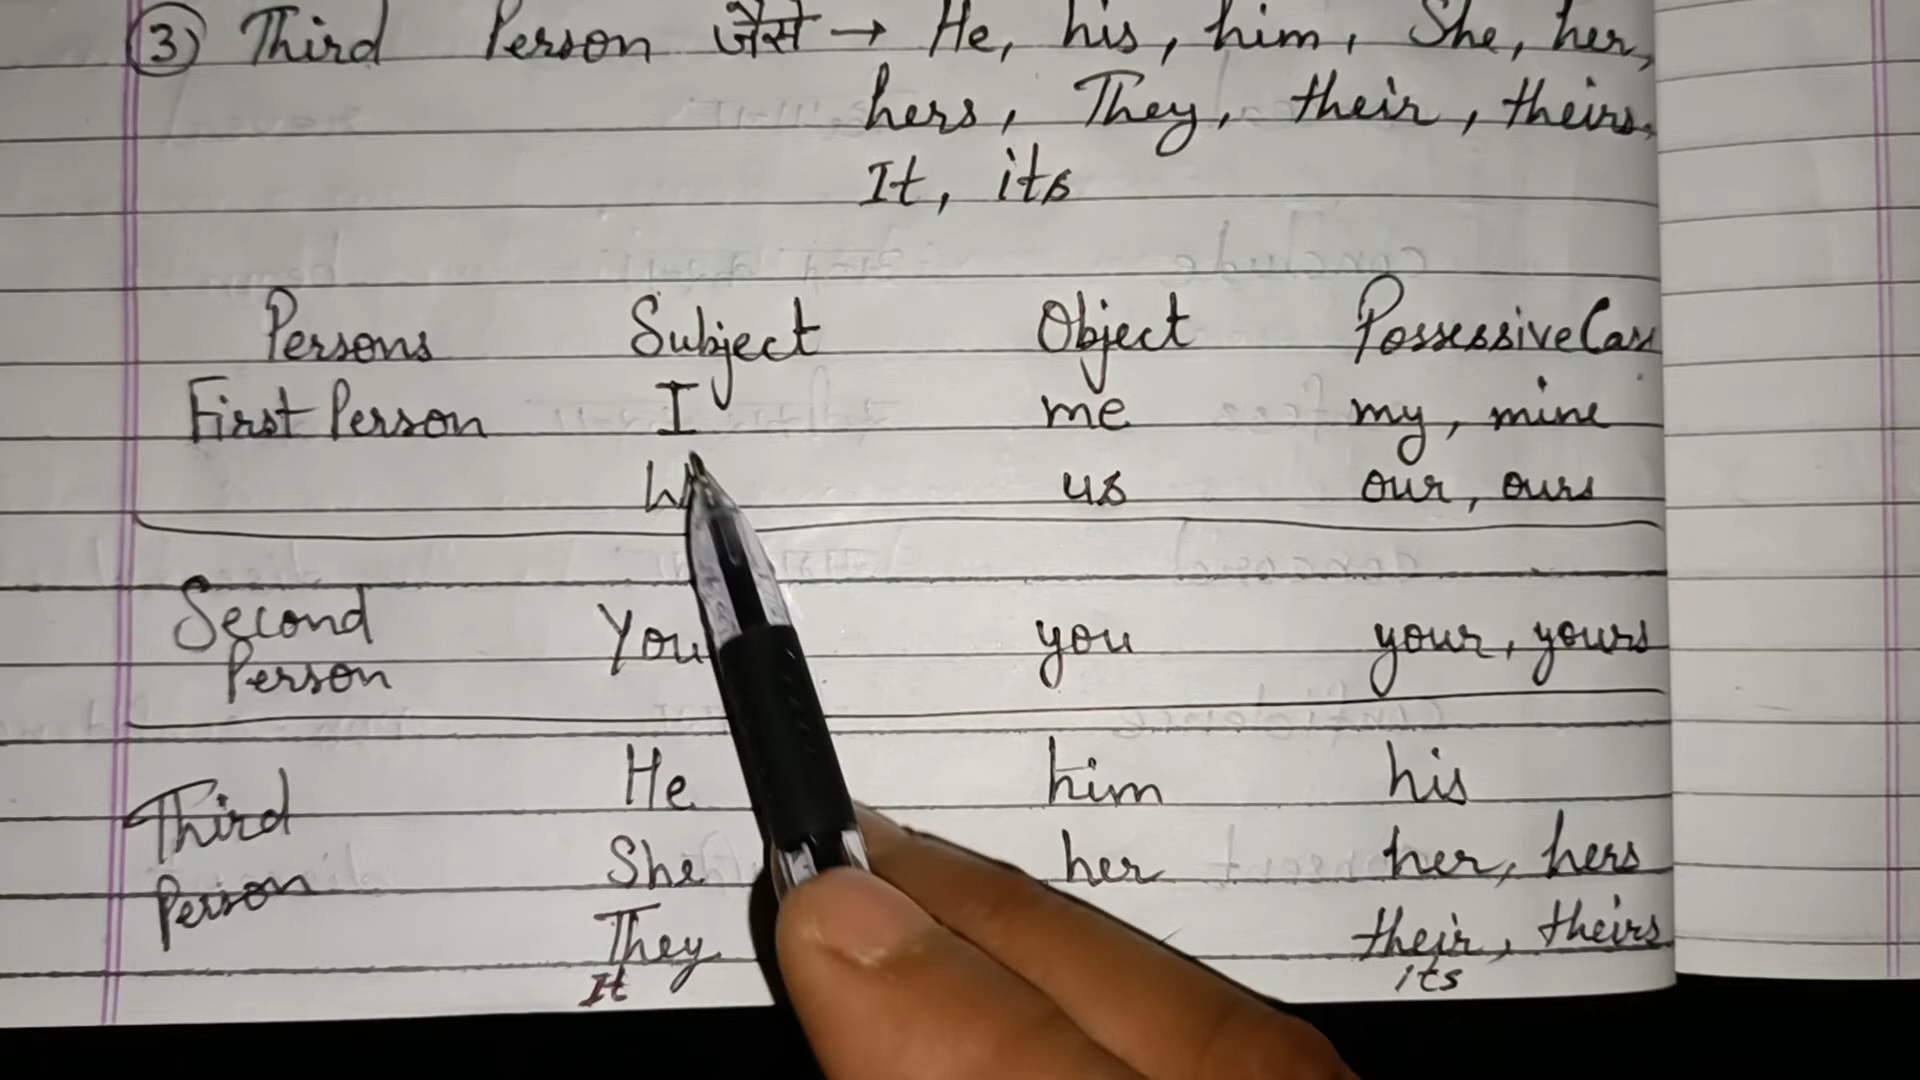 ③ Third Person जैसे → He, his, him, She, her,
hers, They, their, theirs,
It, its
Persons Subject Object Possessive Cas
First Person I me my, mine
us our, ours
Second Person You you your, yours
Third Person He him his
She her her, hers
They their, theirs
It its